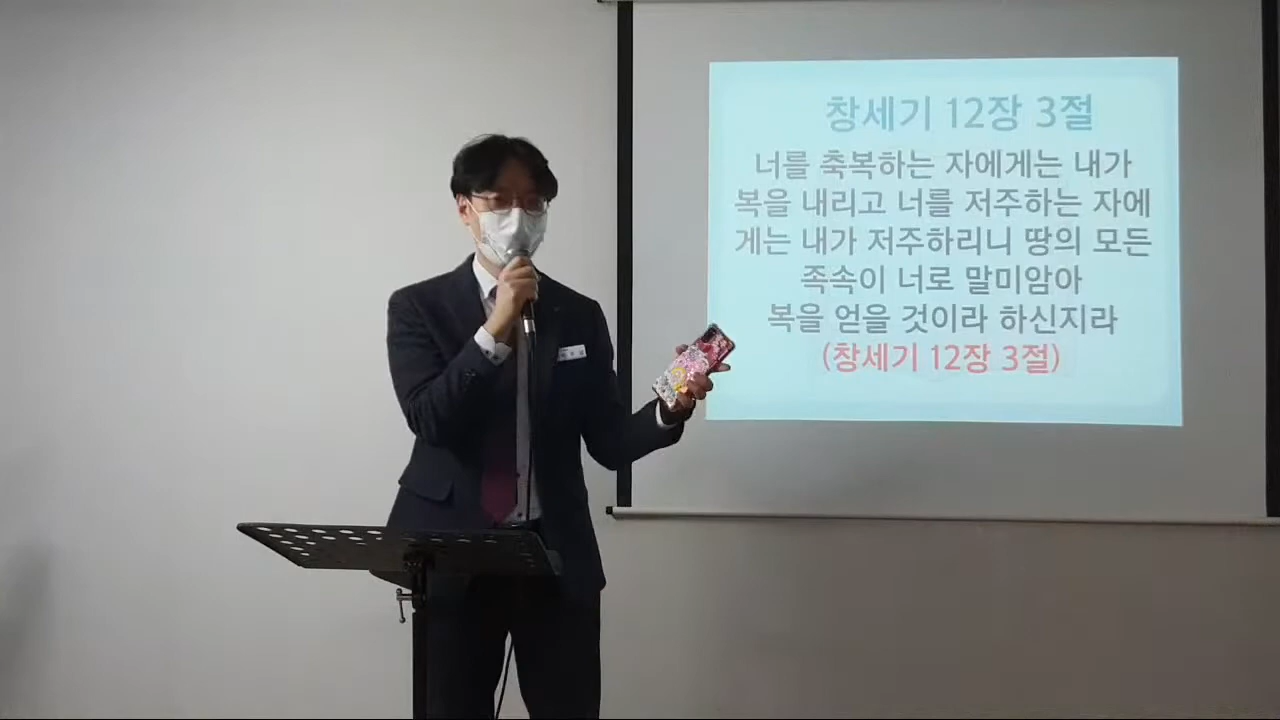 창세기 12장 3절
너를 축복하는 자에게는 내가
복을 내리고 너를 저주하는 자에
게는 내가 저주하리니 땅의 모든
족속이 너로 말미암아
복을 얻을 것이라 하신지라
(창세기 12장 3절)